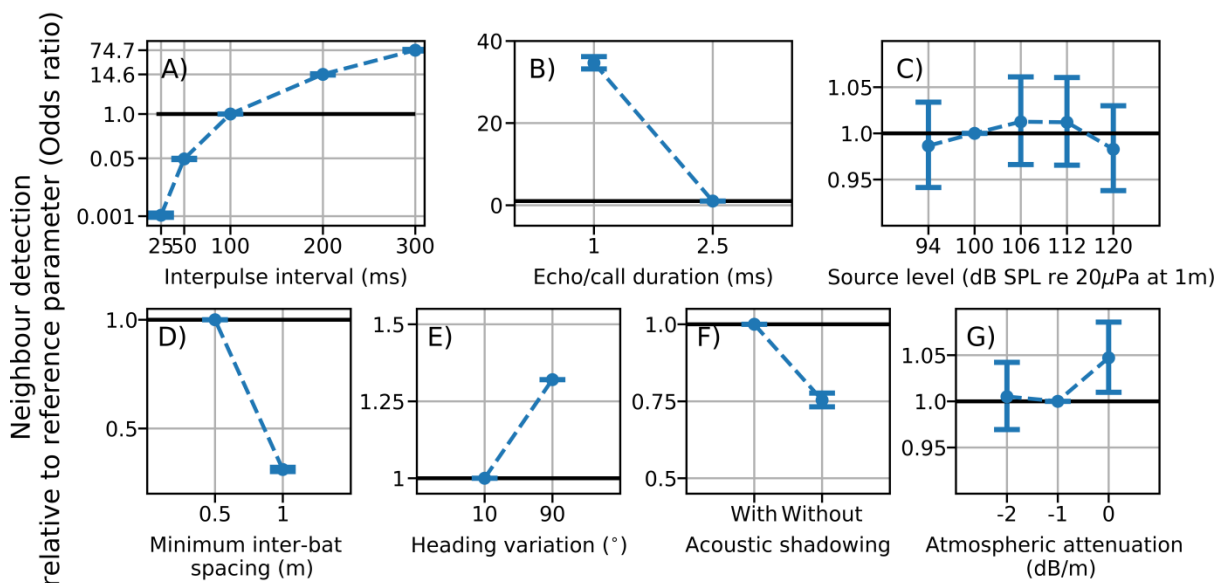 Neighbour detection
relative to reference parameter (Odds ratio)
A)
74.7
14.6
1.0
0.05
0.001
25 50 100 200 300
Interpulse interval (ms)
B)
40
20
0
1 2.5
Echo/call duration (ms)
C)
1.05
1.0
0.95
94 100 106 112 120
Source level (dB SPL re 20μPa at 1m)
D)
1.0
0.5
0.5 1
Minimum inter-bat
spacing (m)
E)
1.5
1.25
1
10 90
Heading variation (°)
F)
1.0
0.75
0.5
With Without
Acoustic shadowing
G)
1.05
1.0
0.95
-2 -1 0
Atmospheric attenuation
(dB/m)